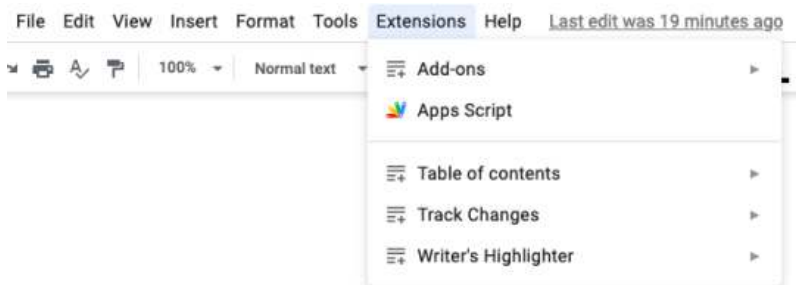 File Edit View Insert Format Tools Extensions Help Last edit was 19 minutes ago
100% Normal text
Add-ons
Apps Script
Table of contents
Track Changes
Writer's Highlighter